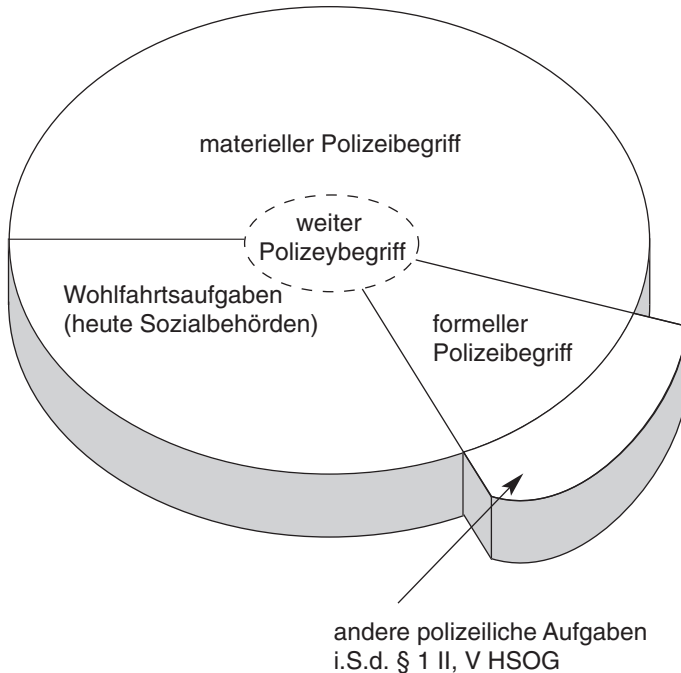 materieller Polizeibegriff
weiter
Polizeybegriff
Wohlfahrtsaufgaben
(heute Sozialbehörden)
formeller
Polizeibegriff
andere polizeiliche Aufgaben
i.S.d. § 1 II, V HSOG